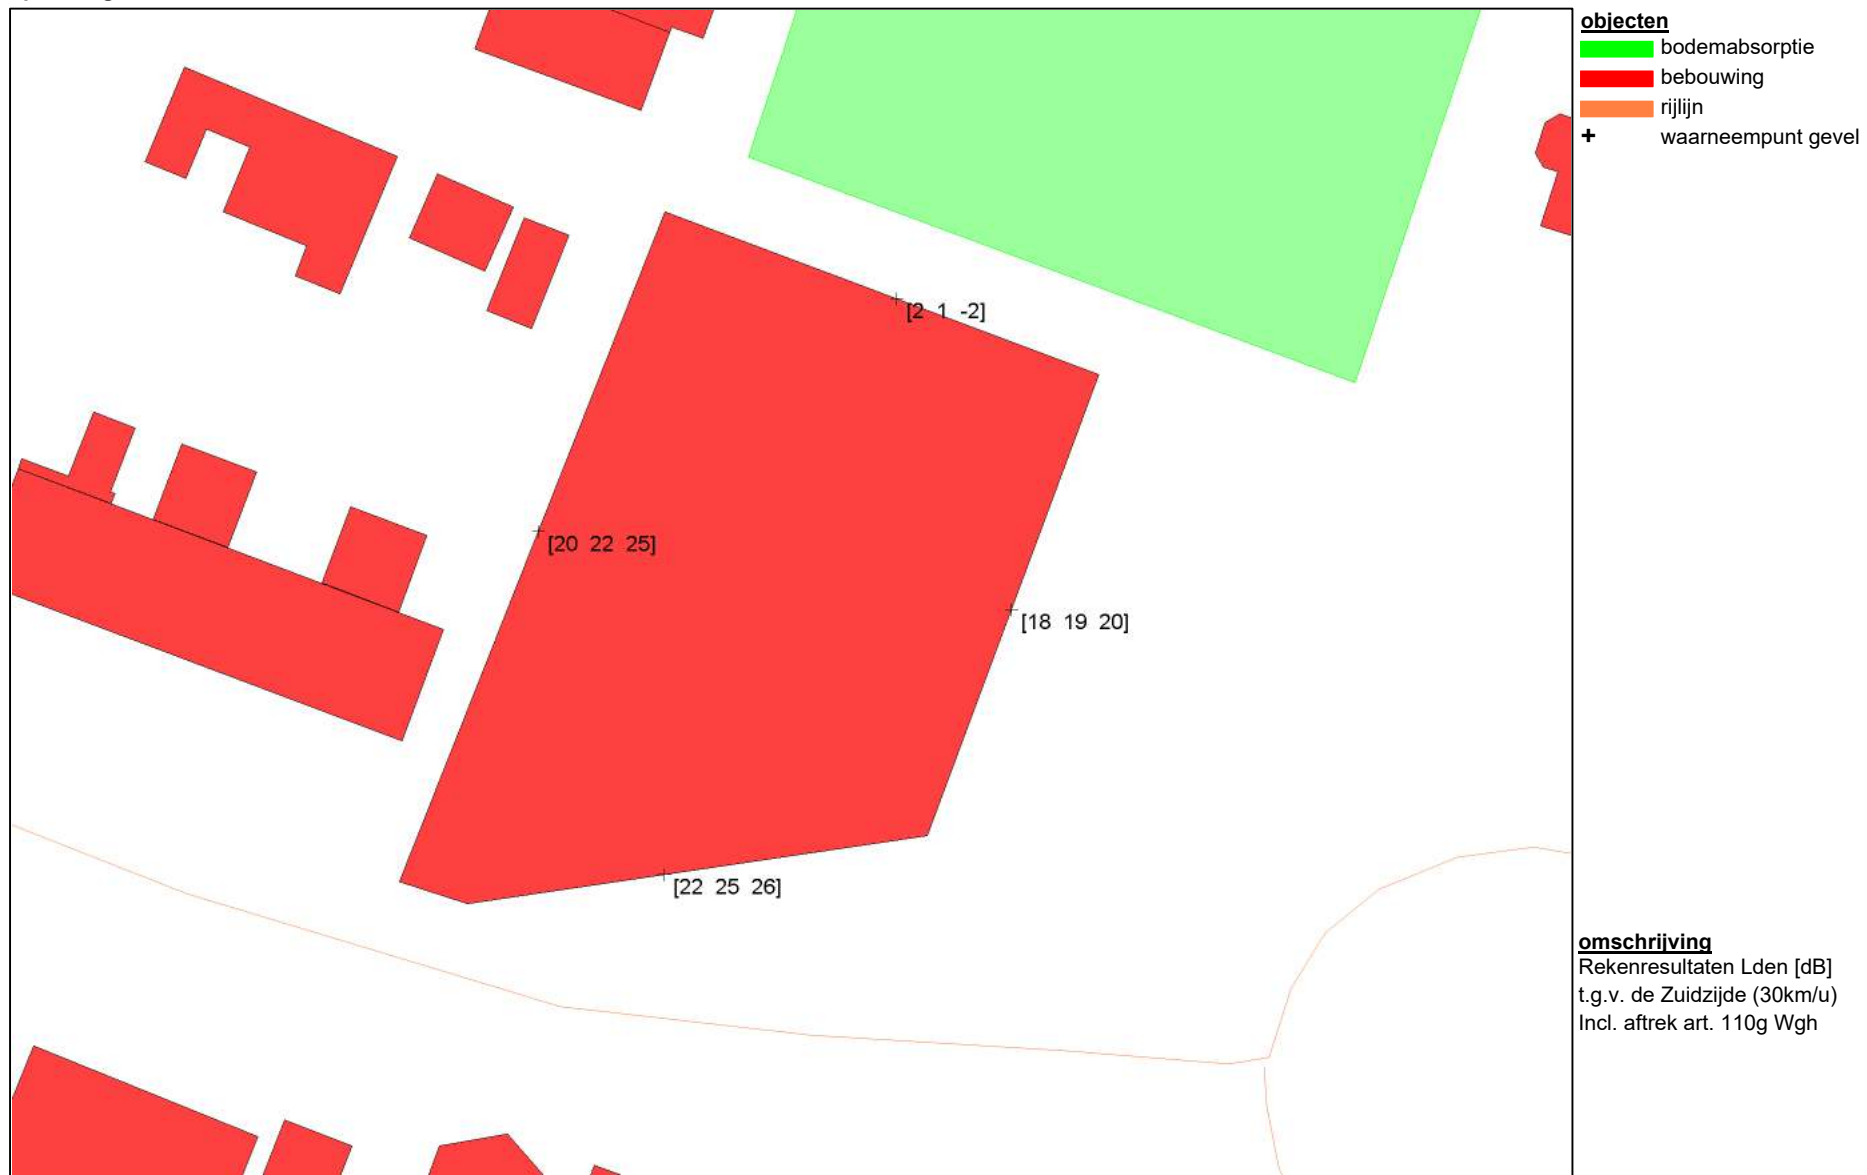 objecten
bodemabsorptie
bebouwing
rijlijn
+ waarneempunt gevel
[2 1 -2]
[20 22 25]
[18 19 20]
[22 25 26]
omschrijving
Rekenresultaten Lden [dB]
t.g.v. de Zuidzijde (30km/u)
Incl. aftrek art. 110g Wgh